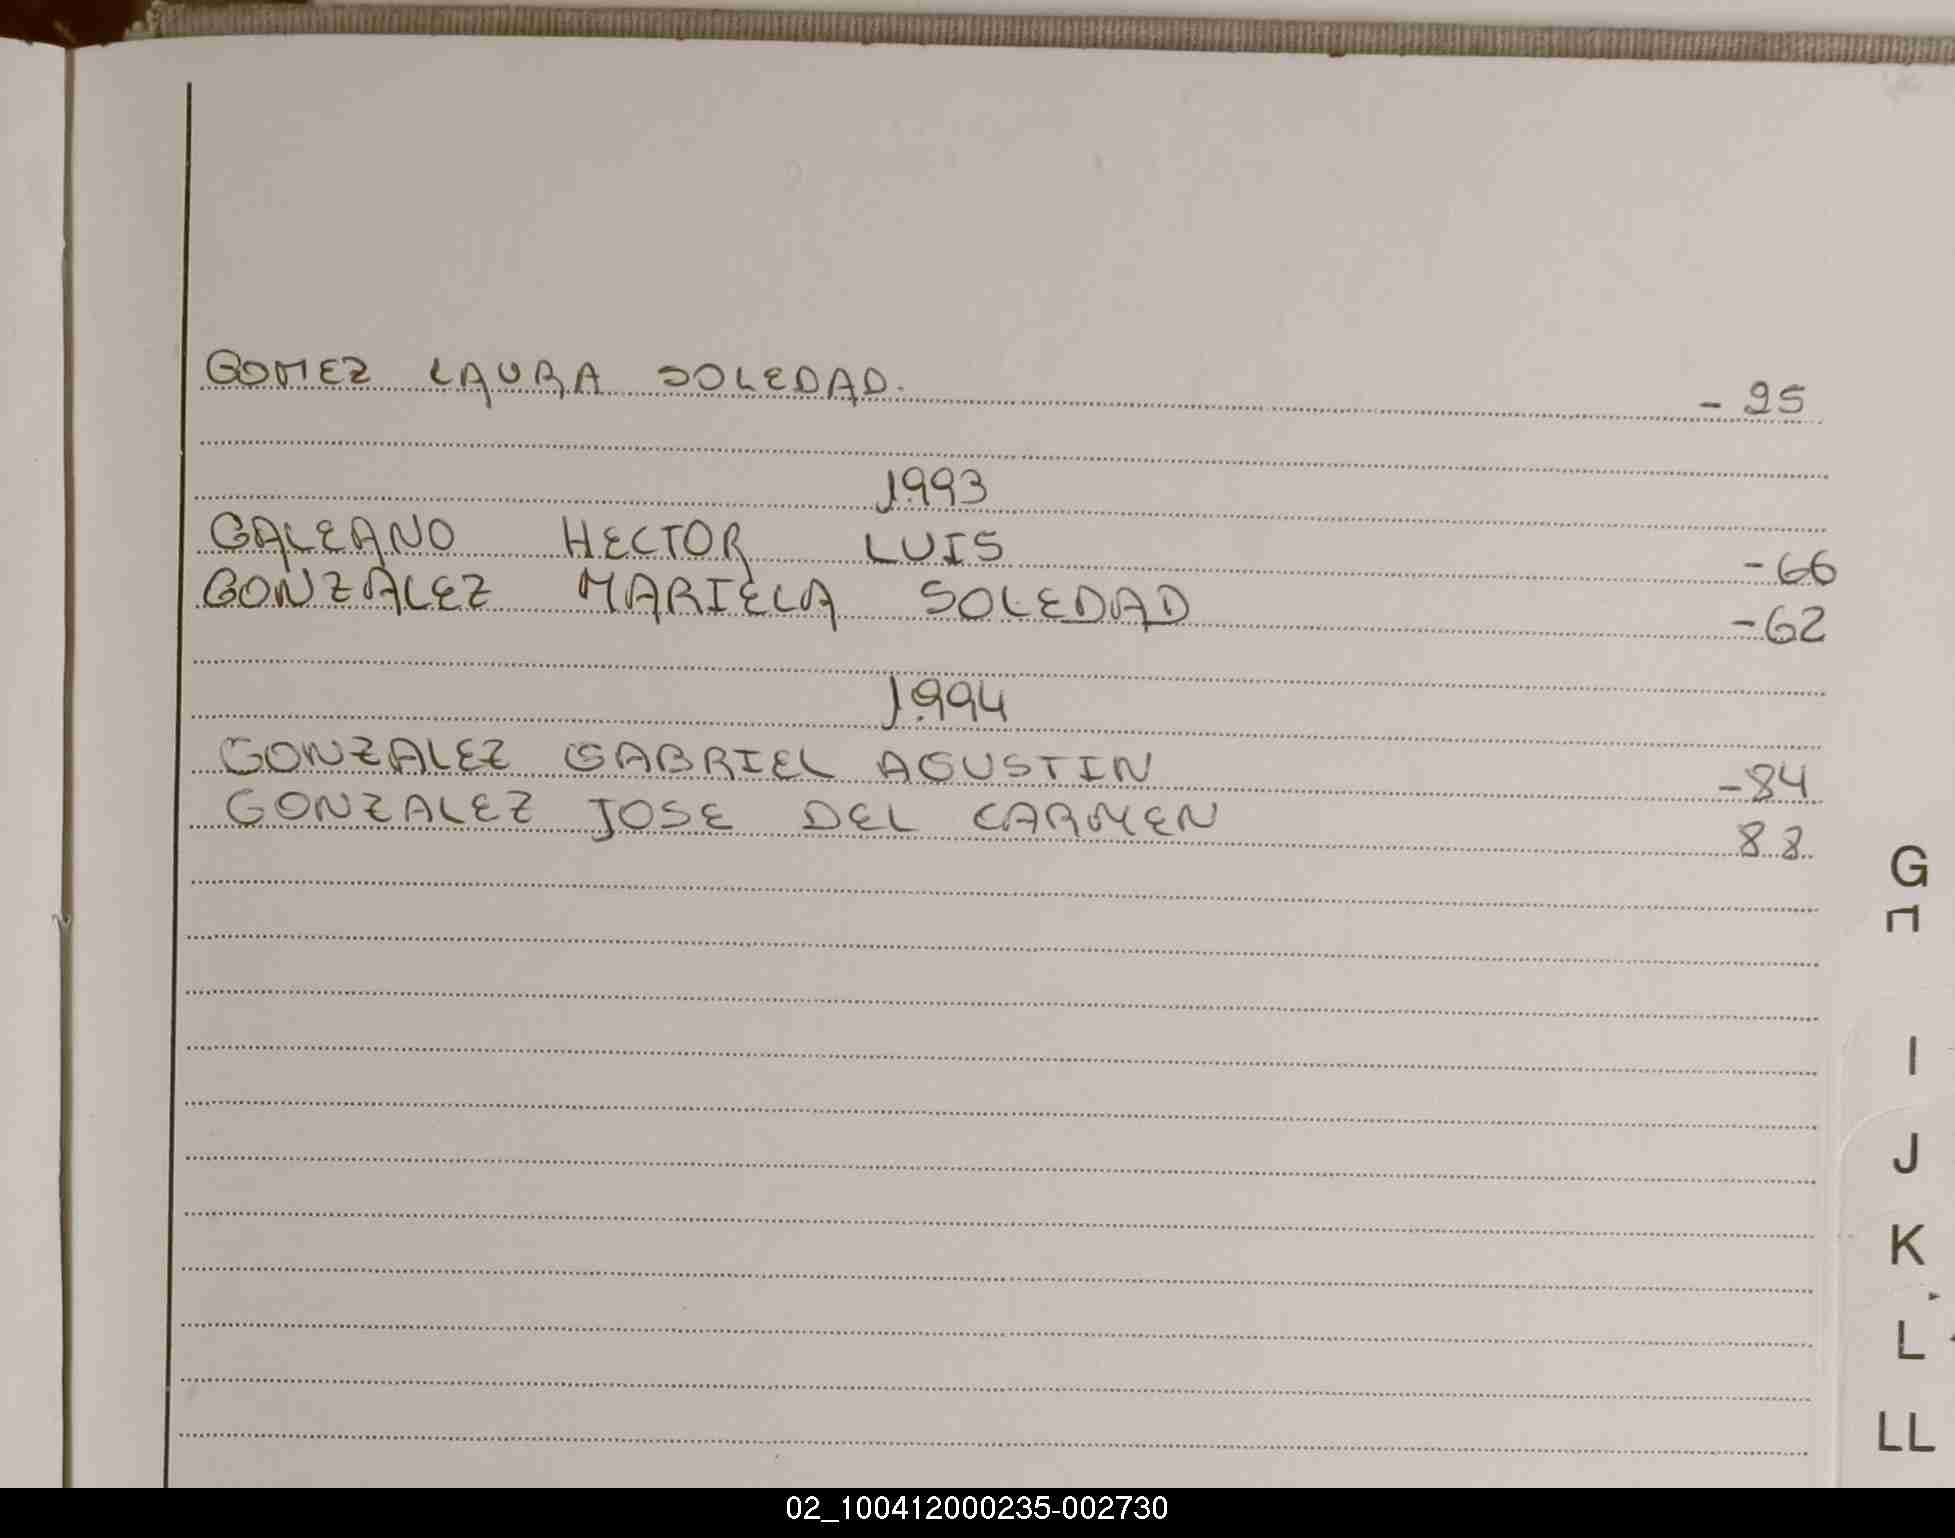 GOMEZ LAURA SOLEDAD. - 25
1993
GALEANO HECTOR LUIS - 66
GONZALEZ MARIELA SOLEDAD - 62
1994
GONZALEZ GABRIEL AGUSTIN - 84
GONZALEZ JOSE DEL CARMEN 88
G
I
J
K
L
LL
02_100412000235-002730